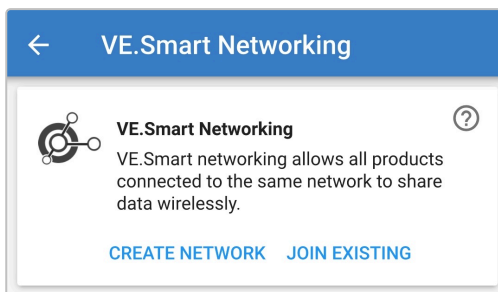 VE.Smart Networking
VE.Smart Networking
VE.Smart networking allows all products
connected to the same network to share
data wirelessly.
CREATE NETWORK JOIN EXISTING